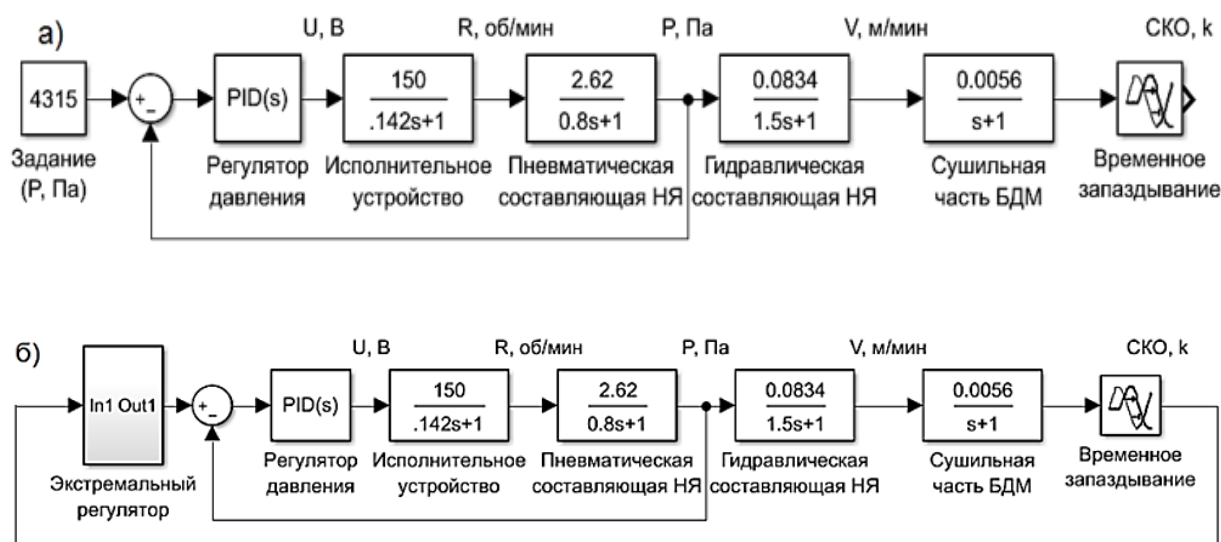 а)
U, В R, об/мин P, Па V, м/мин СКО, k
4315 + − PID(s) 150 2.62 0.0834 0.0056
.142s+1 0.8s+1 1.5s+1 s+1
Задание Регулятор Исполнительное Пневматическая Гидравлическая Сушильная Временное
(P, Па) давления устройство составляющая НЯ составляющая НЯ часть БДМ запаздывание
б)
U, В R, об/мин P, Па V, м/мин СКО, k
In1 Out1 + − PID(s) 150 2.62 0.0834 0.0056
.142s+1 0.8s+1 1.5s+1 s+1
Регулятор Исполнительное Пневматическая Гидравлическая Сушильная Временное
давления устройство составляющая НЯ составляющая НЯ часть БДМ запаздывание
Экстремальный
регулятор